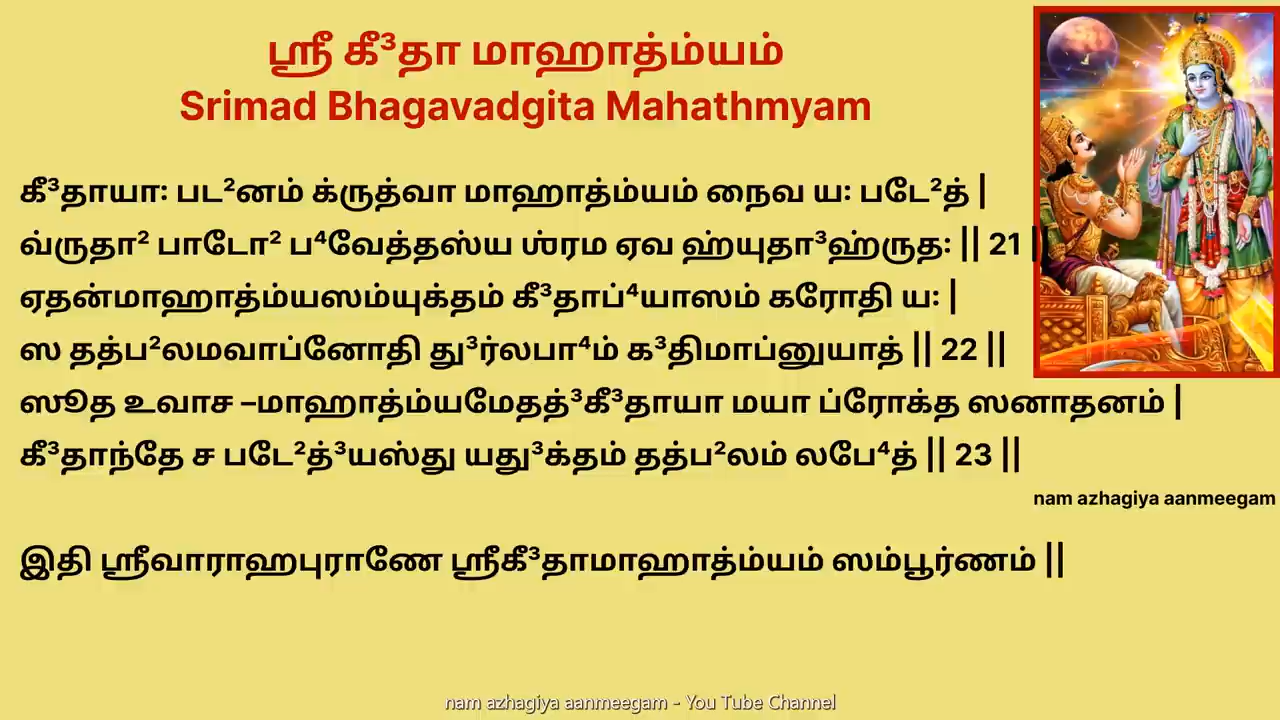 ஸ்ரீ கீ³தா மாஹாத்ம்யம்
Srimad Bhagavadgita Mahathmyam
கீ³தாயா: பட²னம் க்ருத்வா மாஹாத்ம்யம் நைவ ய: படே²த் |
வ்ருதா² பாடோ² ப⁴வேத்தஸ்ய ஶ்ரம ஏவ ஹ்யுதா³ஹ்ருத: || 21 ||
ஏதன்மாஹாத்ம்யஸம்யுக்தம் கீ³தாப்⁴யாஸம் கரோதி ய: |
ஸ தத்ப²லமவாப்னோதி து³ர்லபா⁴ம் க³திமாப்னுயாத் || 22 ||
ஸூத உவாச –மாஹாத்ம்யமேதத்³கீ³தாயா மயா ப்ரோக்த ஸனாதனம் |
கீ³தாந்தே ச படே²த்³யஸ்து யது³க்தம் தத்ப²லம் லபே⁴த் || 23 ||
nam azhagiya aanmeegam
இதி ஸ்ரீவாராஹபுராணே ஸ்ரீகீ³தாமாஹாத்ம்யம் ஸம்பூர்ணம் ||
nam azhagiya aanmeegam - You Tube Channel